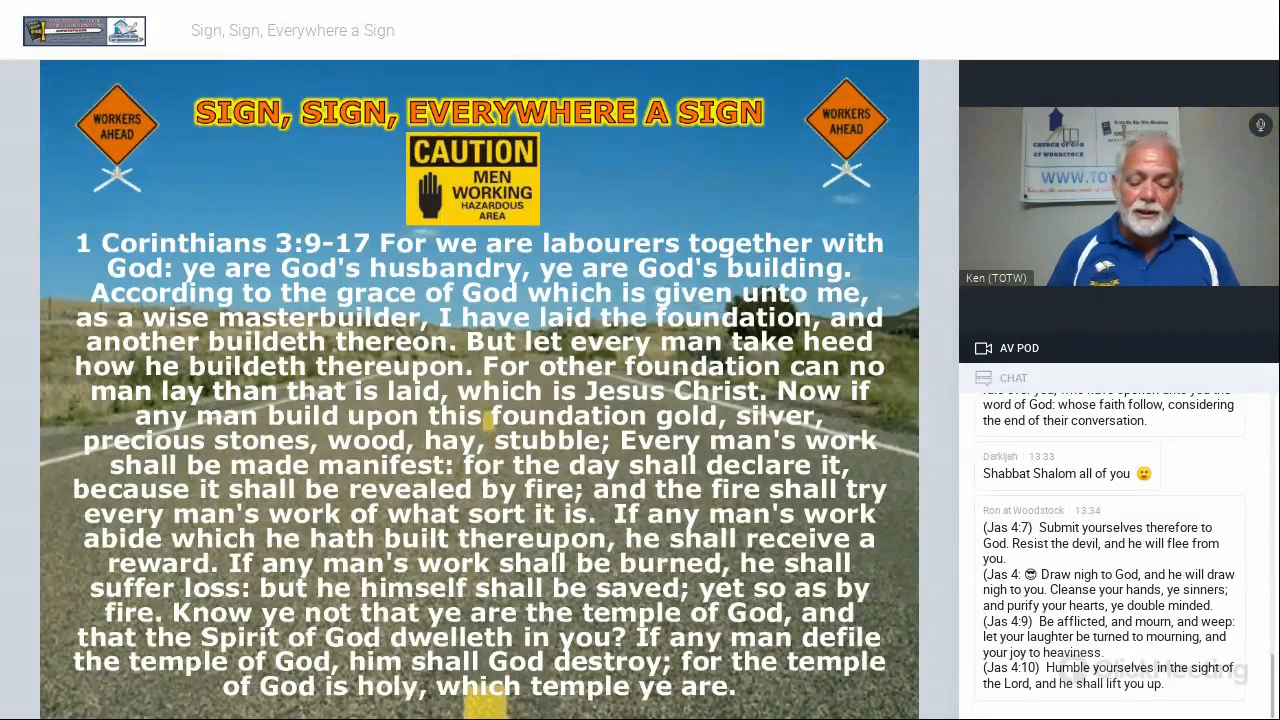 Sign, Sign, Everywhere a Sign
WORKERS
AHEAD
SIGN, SIGN, EVERYWHERE A SIGN
WORKERS
AHEAD
CAUTION
MEN
WORKING
HAZARDOUS
AREA
1 Corinthians 3:9-17 For we are labourers together with
God: ye are God's husbandry, ye are God's building.
According to the grace of God which is given unto me,
as a wise masterbuilder, I have laid the foundation, and
another buildeth thereon. But let every man take heed
how he buildeth thereupon. For other foundation can no
man lay than that is laid, which is Jesus Christ. Now if
any man build upon this foundation gold, silver,
precious stones, wood, hay, stubble; Every man's work
shall be made manifest: for the day shall declare it,
because it shall be revealed by fire; and the fire shall try
every man's work of what sort it is.  If any man's work
abide which he hath built thereupon, he shall receive a
reward. If any man's work shall be burned, he shall
suffer loss: but he himself shall be saved; yet so as by
fire. Know ye not that ye are the temple of God, and
that the Spirit of God dwelleth in you? If any man defile
the temple of God, him shall God destroy; for the temple
of God is holy, which temple ye are.
CHURCH OF GOD
AT WOODSTOCK
WWW.TOT
Ken (TOTW)
AV POD
CHAT
word of God: whose faith follow, considering
the end of their conversation.
Darkijah 13:33
Shabbat Shalom all of you 🙂
Ron at Woodstock · 13:34
(Jas 4:7)  Submit yourselves therefore to
God. Resist the devil, and he will flee from
you.
(Jas 4: 😎 Draw nigh to God, and he will draw
nigh to you. Cleanse your hands, ye sinners;
and purify your hearts, ye double minded.
(Jas 4:9)  Be afflicted, and mourn, and weep:
let your laughter be turned to mourning, and
your joy to heaviness.
(Jas 4:10)  Humble yourselves in the sight of
the Lord, and he shall lift you up.
ClickMeeting